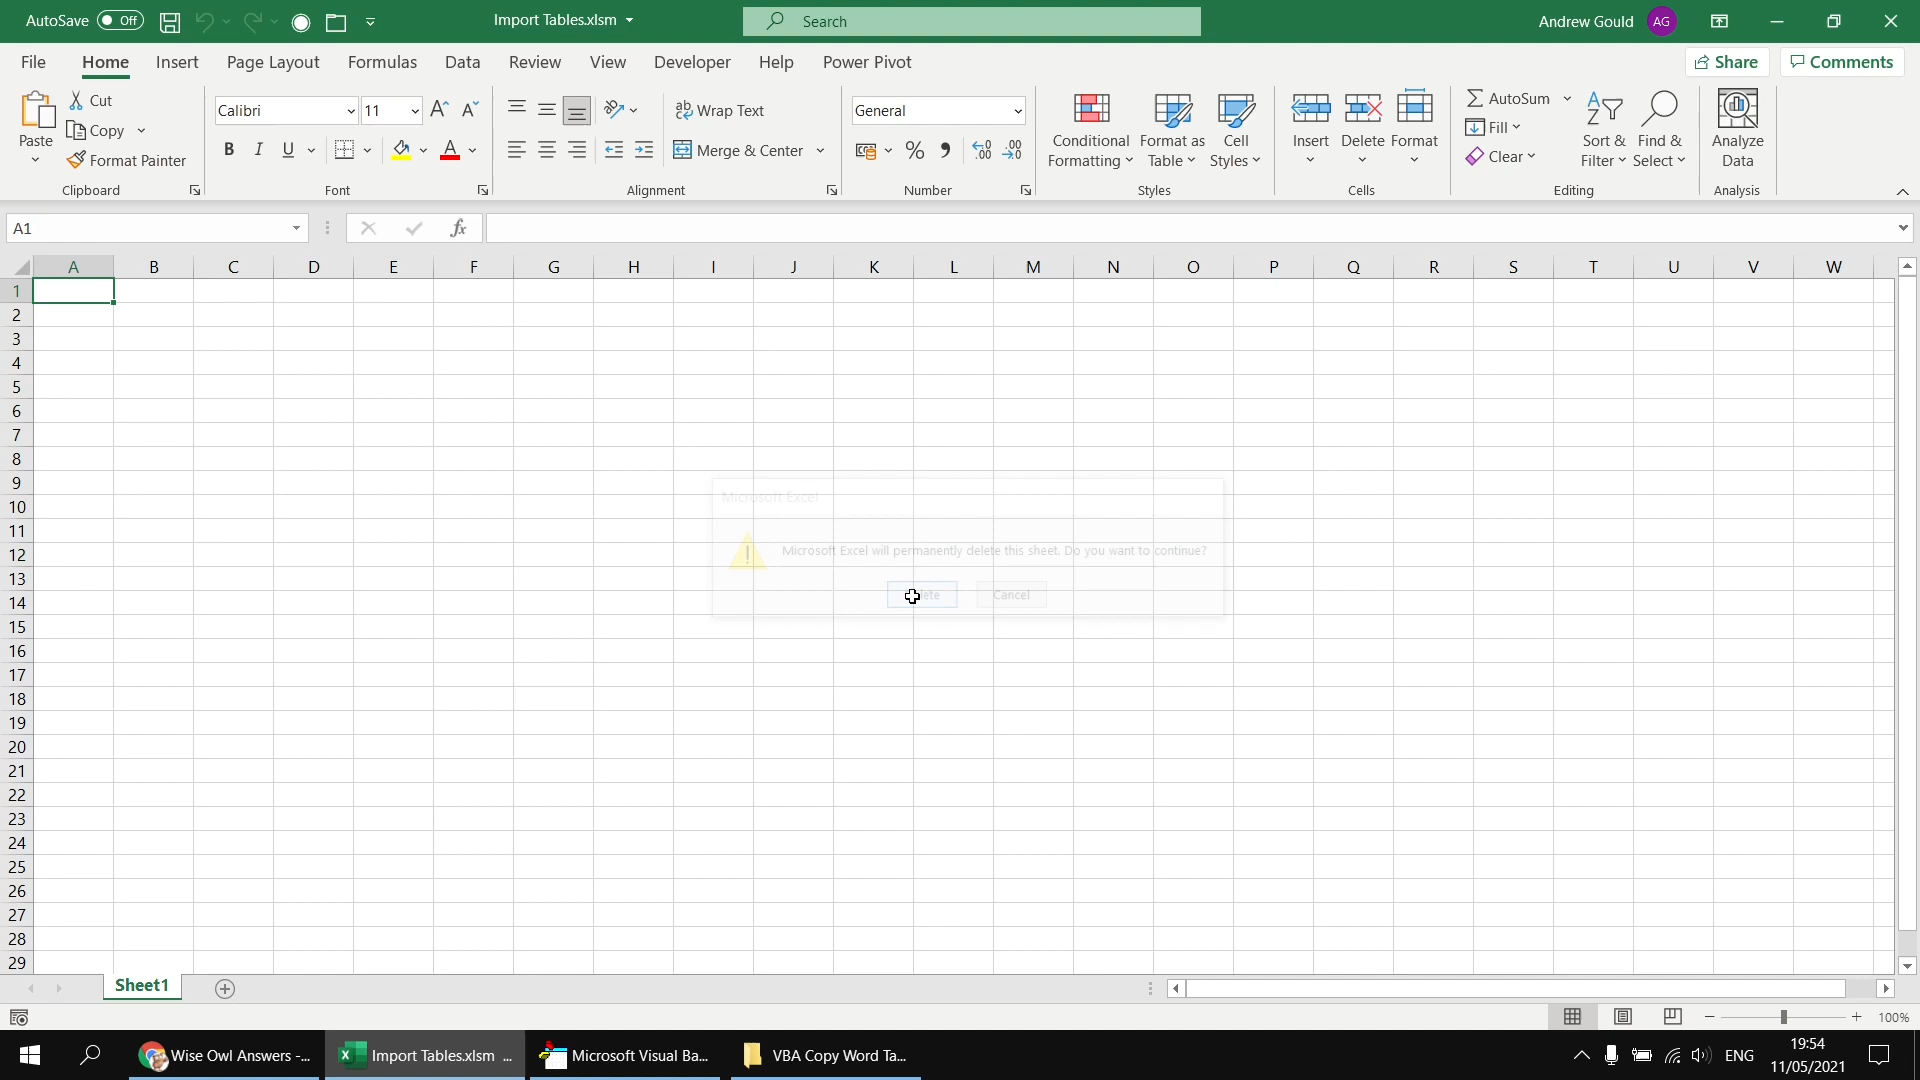 AutoSave Off Import Tables.xlsm Search Andrew Gould AG
File Home Insert Page Layout Formulas Data Review View Developer Help Power Pivot Share Comments
Paste Cut Copy Format Painter Clipboard
Calibri 11 B I U A Font
ab Wrap Text Merge & Center Alignment
General % Number
Conditional Formatting Format as Table Cell Styles Styles
Insert Delete Format Cells
AutoSum Fill Clear Sort & Filter Find & Select Editing
Analyze Data Analysis
A1 fx
A B C D E F G H I J K L M N O P Q R S T U V W
1
2
3
4
5
6
7
8
9
10
11
12
13
14
15
16
17
18
19
20
21
22
23
24
25
26
27
28
29
Microsoft Excel
Microsoft Excel will permanently delete this sheet. Do you want to continue?
Cancel
Sheet1
100%
Wise Owl Answers -... Import Tables.xlsm ... Microsoft Visual Ba... VBA Copy Word Ta... ENG 19:54
11/05/2021